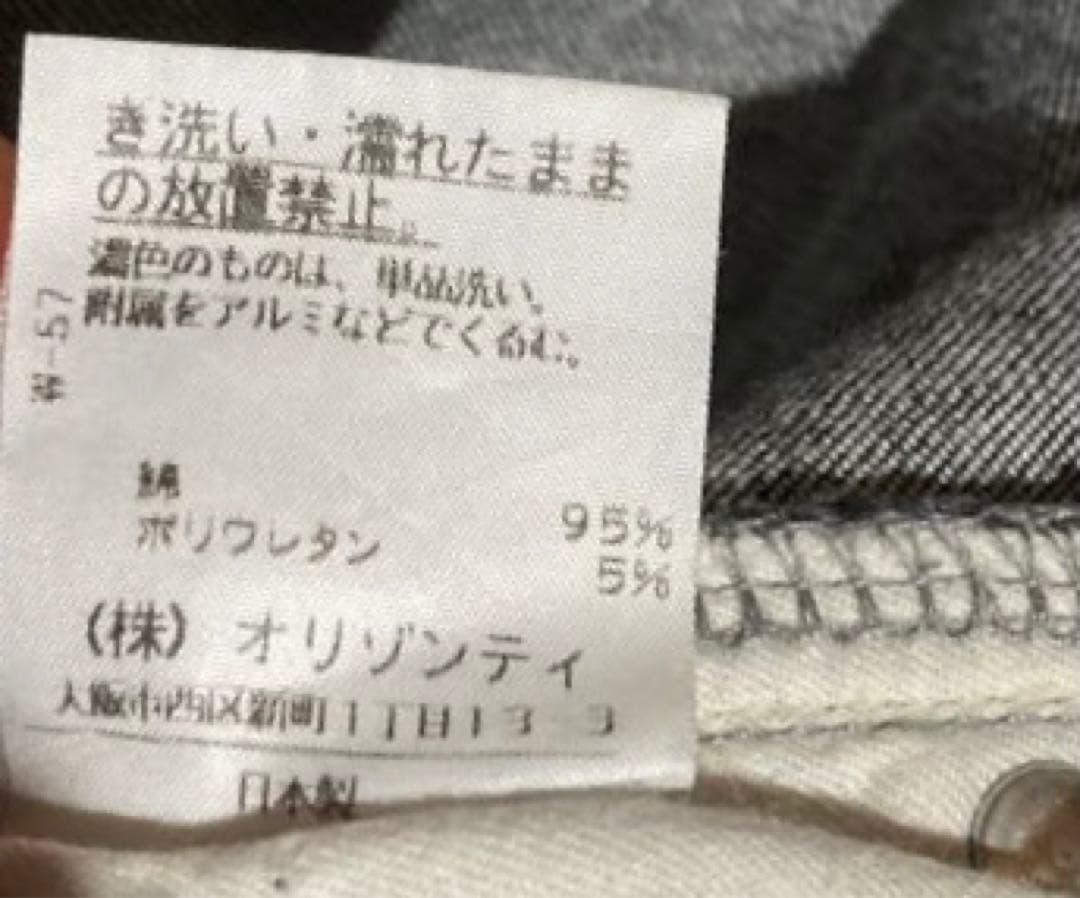 き洗い・濡れたまま
の放置禁止。
濃色のものは、単品洗い。
附属をアルミなどでくるむ。
-57
綿 95%
ポリウレタン 5%
(株) オリゾンティ
大阪市西区新町1丁目13-3
日本製